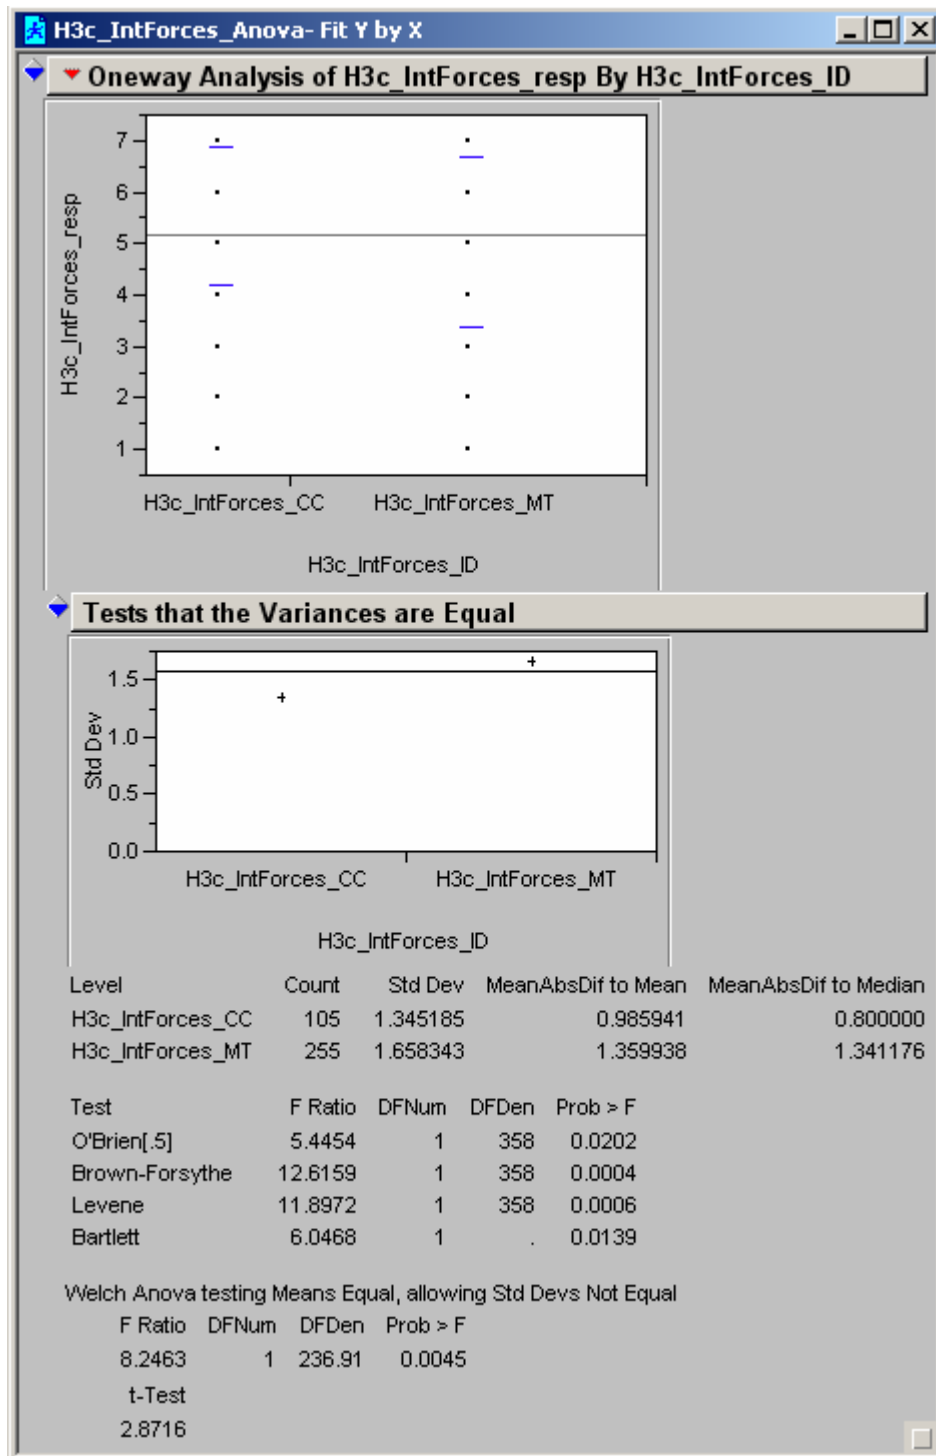 H3c_IntForces_Anova- Fit Y by X
Oneway Analysis of H3c_IntForces_resp By H3c_IntForces_ID
H3c_IntForces_resp
7
6
5
4
3
2
1
H3c_IntForces_CC H3c_IntForces_MT
H3c_IntForces_ID
Tests that the Variances are Equal
Std Dev
1.5
1.0
0.5
0.0
H3c_IntForces_CC H3c_IntForces_MT
H3c_IntForces_ID
Level Count Std Dev MeanAbsDif to Mean MeanAbsDif to Median
H3c_IntForces_CC 105 1.345185 0.985941 0.800000
H3c_IntForces_MT 255 1.658343 1.359938 1.341176
Test F Ratio DFNum DFDen Prob > F
O'Brien[.5] 5.4454 1 358 0.0202
Brown-Forsythe 12.6159 1 358 0.0004
Levene 11.8972 1 358 0.0006
Bartlett 6.0468 1 . 0.0139
Welch Anova testing Means Equal, allowing Std Devs Not Equal
F Ratio DFNum DFDen Prob > F
8.2463 1 236.91 0.0045
t-Test
2.8716